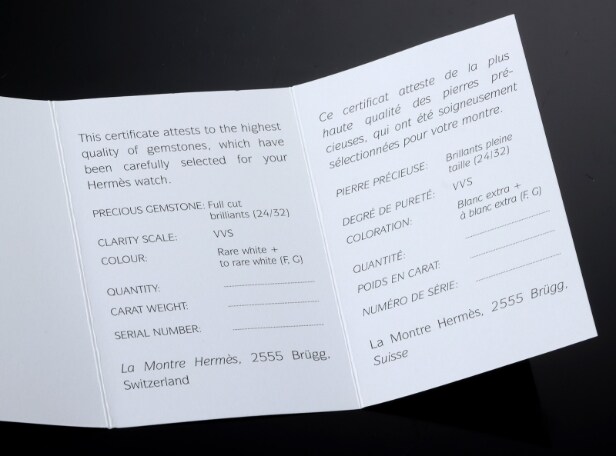 This certificate attests to the highest
quality of gemstones, which have
been carefully selected for your
Hermès watch.
PRECIOUS GEMSTONE: Full cut
brilliants (24/32)
CLARITY SCALE: VVS
COLOUR: Rare white +
to rare white (F, G)
QUANTITY:
CARAT WEIGHT:
SERIAL NUMBER:
La Montre Hermès, 2555 Brügg,
Switzerland
Ce certificat atteste de la plus
haute qualité des pierres pré-
cieuses, qui ont été soigneusement
sélectionnées pour votre montre.
PIERRE PRÉCIEUSE: Brillants pleine
taille (24/32)
DEGRÉ DE PURETÉ: VVS
COLORATION: Blanc extra +
à blanc extra (F, G)
QUANTITÉ:
POIDS EN CARAT:
NUMÉRO DE SÉRIE:
La Montre Hermès, 2555 Brügg,
Suisse